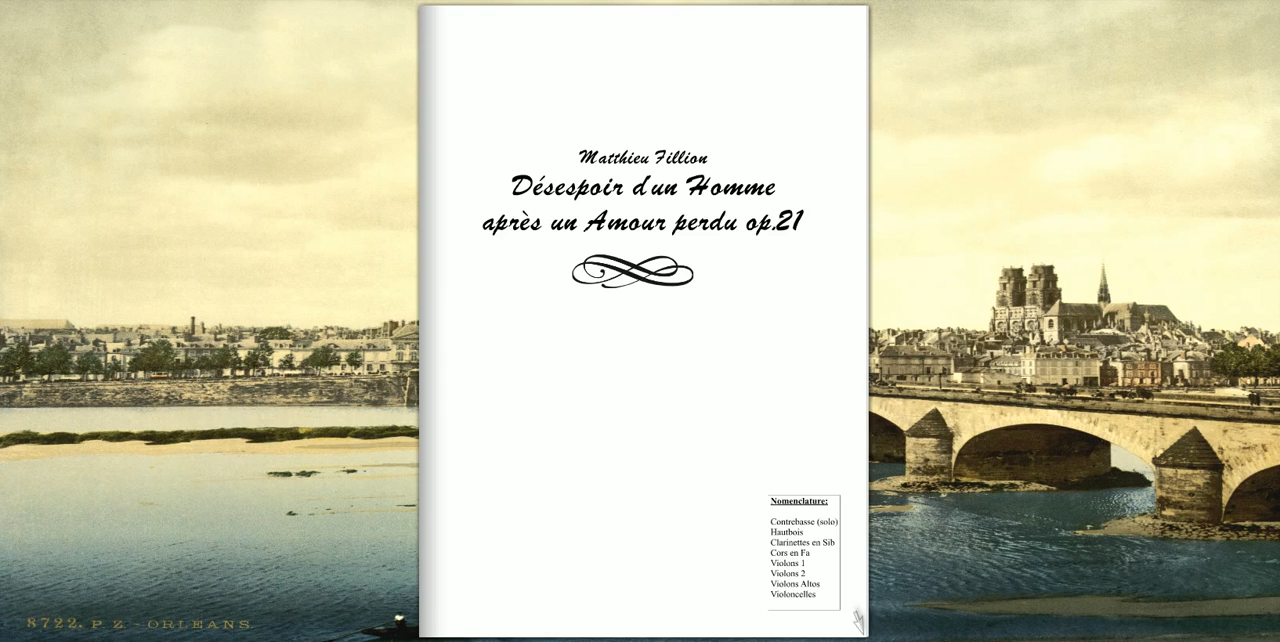 Matthieu Fillion
Désespoir d'un Homme
après un Amour perdu op.21
Nomenclature:
Contrebasse (solo)
Hautbois
Clarinettes en Sib
Cors en Fa
Violons 1
Violons 2
Violons Altos
Violoncelles
8722. P Z - ORLEANS.